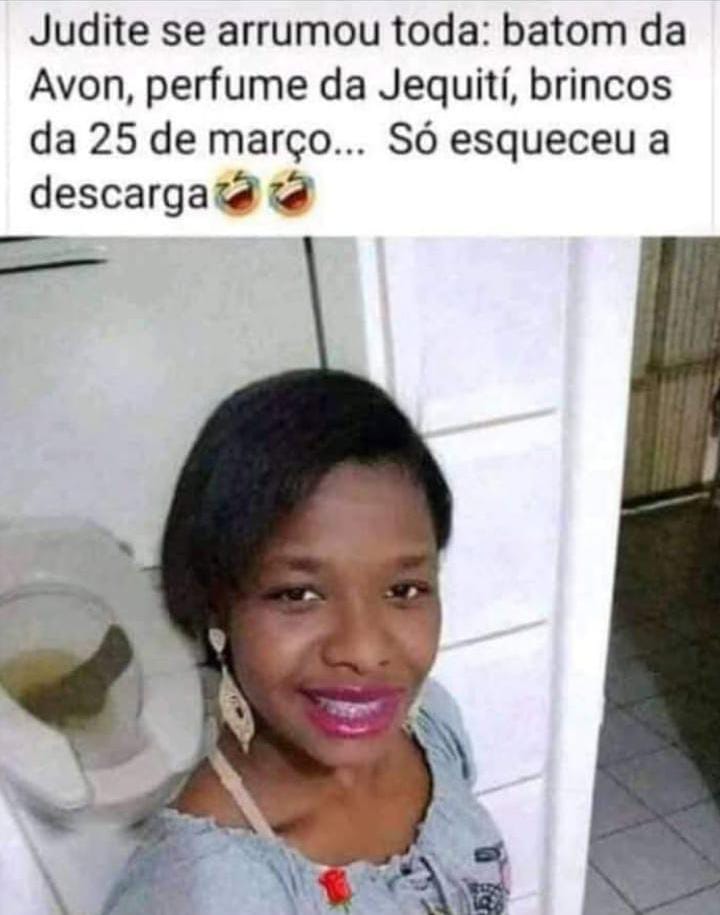 Judite se arrumou toda: batom da
Avon, perfume da Jequití, brincos
da 25 de março... Só esqueceu a
descarga🤣🤣